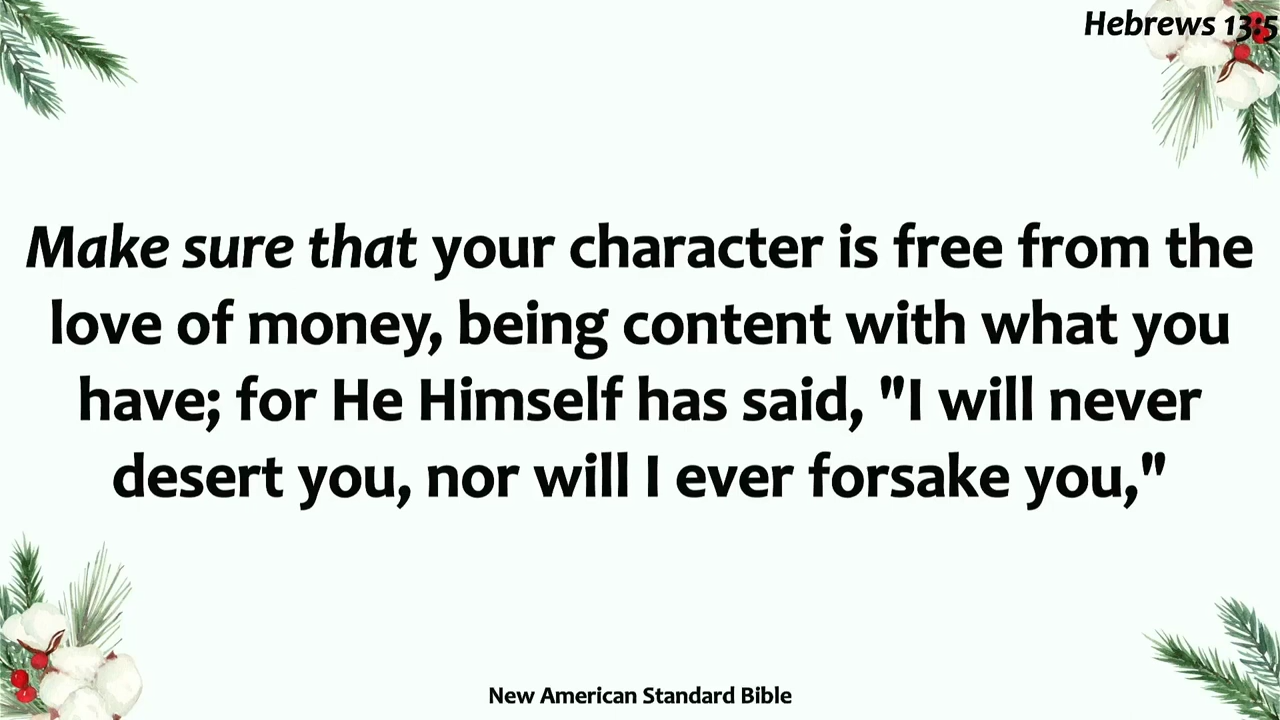 Hebrews 13:5
Make sure that your character is free from the
love of money, being content with what you
have; for He Himself has said, "I will never
desert you, nor will I ever forsake you,"
New American Standard Bible